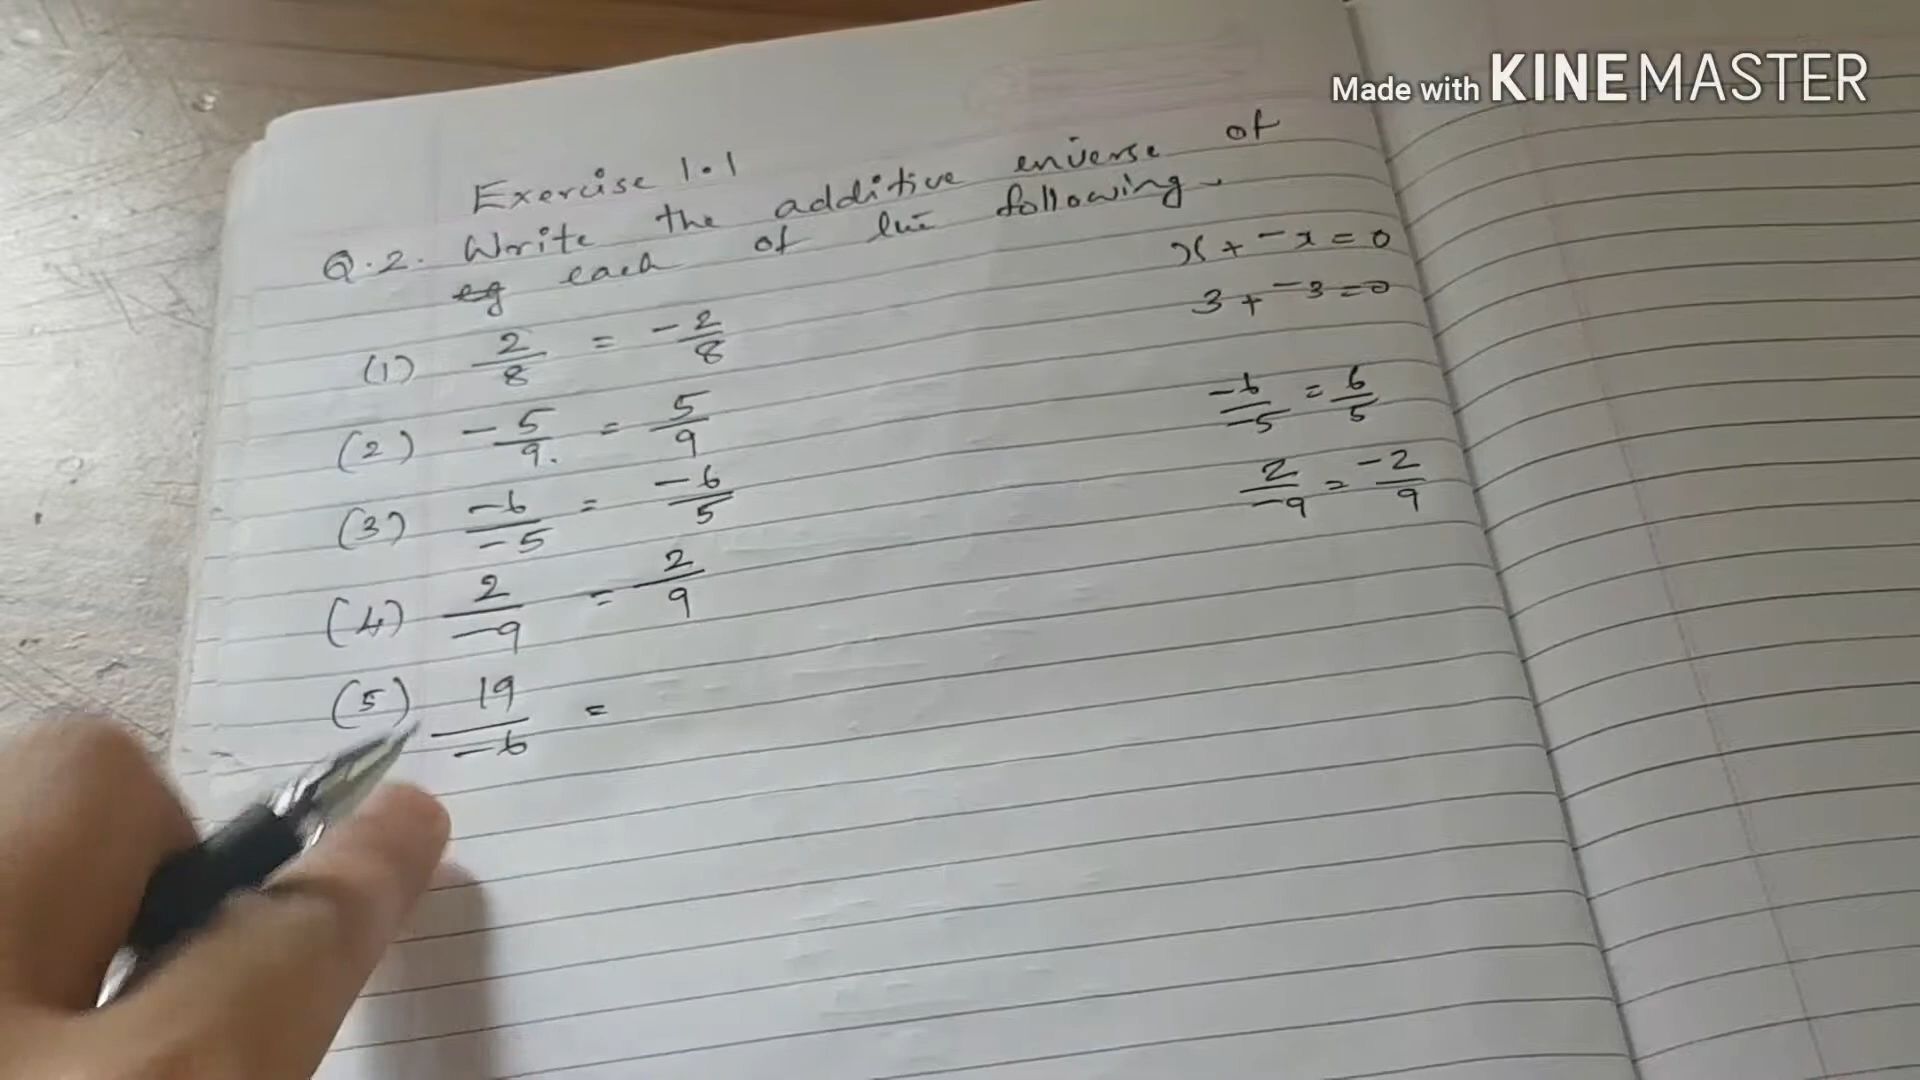 Made with KINEMASTER
Exercise 1.1
Q.2. Write the additive enverse of
each of the following.
x + -x = 0
3 + -3 = 0
(1) 2/8 = -2/8
(2) -5/9. = 5/9
(3) -6/-5 = -6/5
-6/-5 = 6/5
(4) 2/-9 = 2/9
2/-9 = -2/9
(5) 19/-6 =